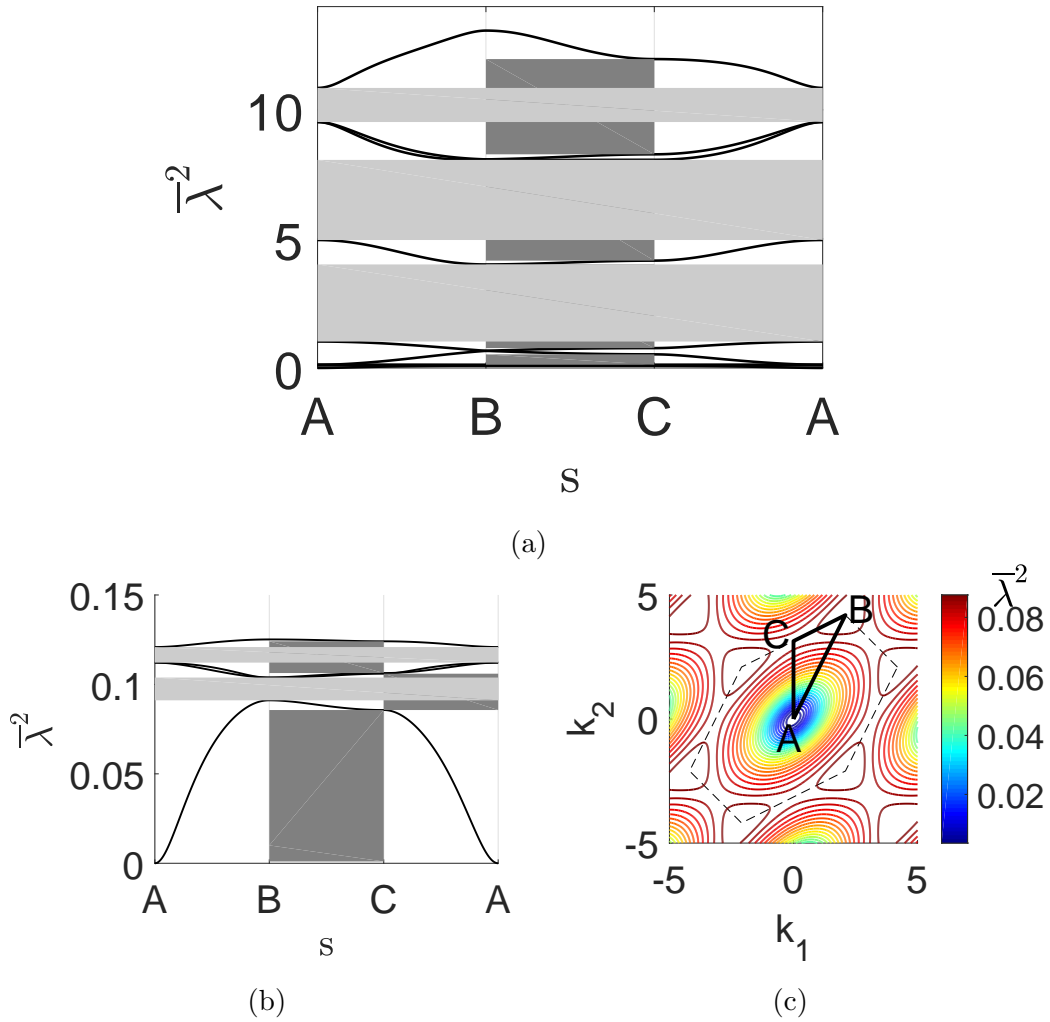 10
5
0
λ̅²
A B C A
s
(a)
0.15
0.1
0.05
0
λ̅²
A B C A
s
(b)
λ̅²
5
0
-5
k₂
C B
A
-5 0 5
k₁
0.08
0.06
0.04
0.02
(c)